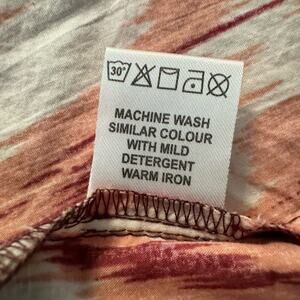 30°
MACHINE WASH
SIMILAR COLOUR
WITH MILD
DETERGENT
WARM IRON